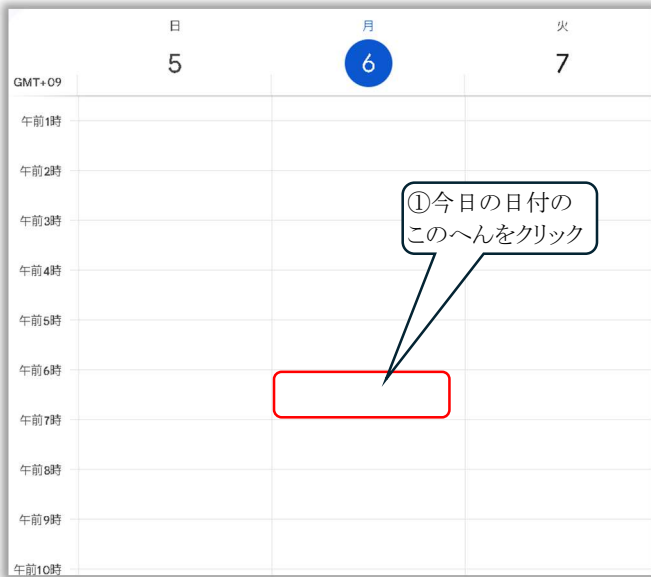 日 月 火
5 6 7
GMT+09
午前1時
午前2時
①今日の日付の
このへんをクリック
午前3時
午前4時
午前5時
午前6時
午前7時
午前8時
午前9時
午前10時